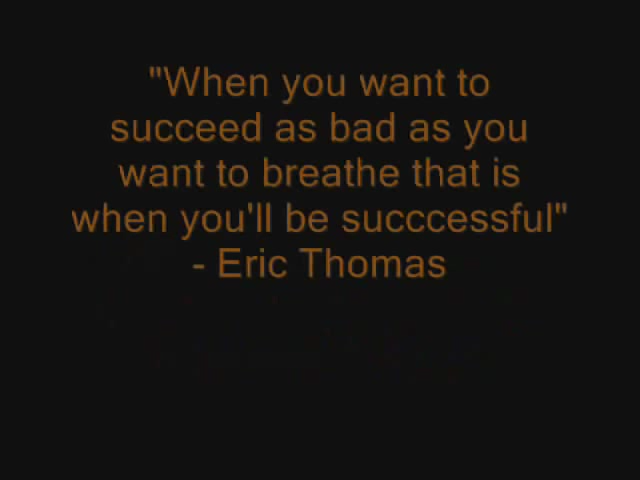 "When you want to
succeed as bad as you
want to breathe that is
when you'll be succcessful"
- Eric Thomas